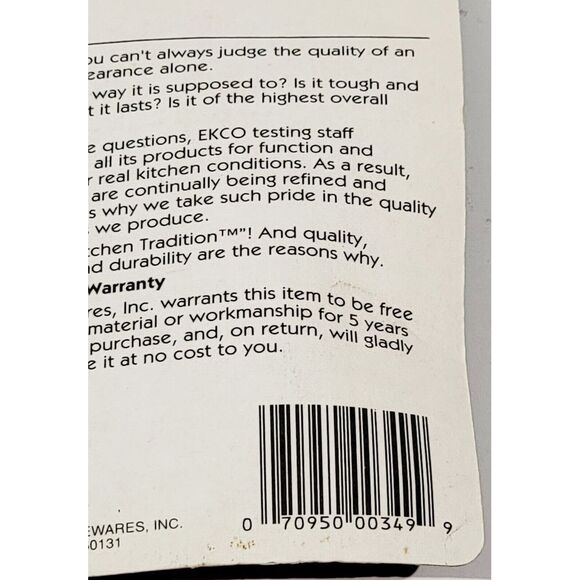 ou can't always judge the quality of an
earance alone.
way it is supposed to? Is it tough and
t it lasts? Is it of the highest overall
e questions, EKCO testing staff
all its products for function and
r real kitchen conditions. As a result,
are continually being refined and
s why we take such pride in the quality
we produce.
chen Tradition™"! And quality,
nd durability are the reasons why.
Warranty
res, Inc. warrants this item to be free
material or workmanship for 5 years
purchase, and, on return, will gladly
e it at no cost to you.
EWARES, INC.
60131
0 70950 00349 9